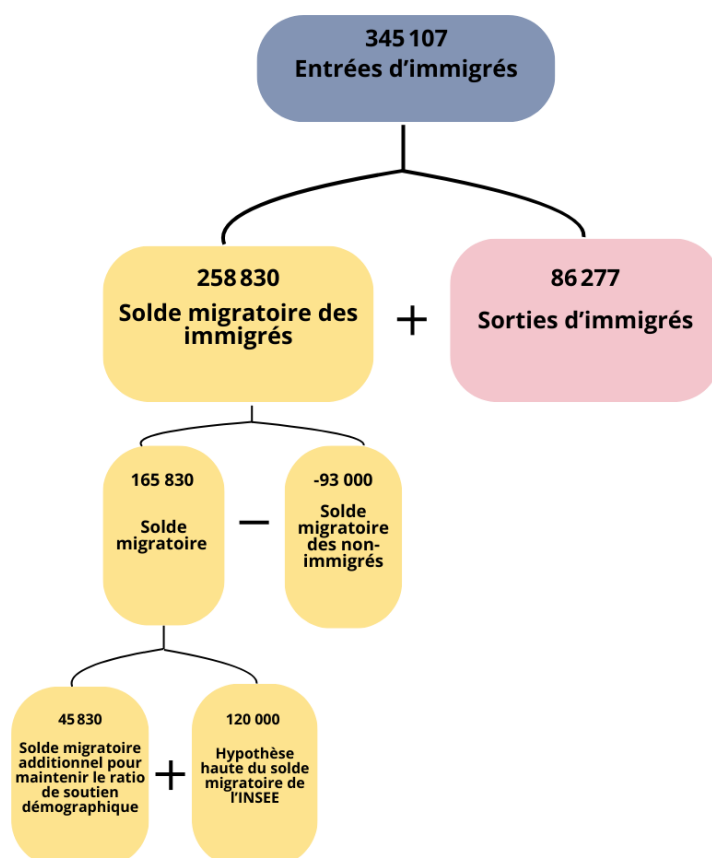 345 107
Entrées d’immigrés
258 830
Solde migratoire des
immigrés
+
86 277
Sorties d’immigrés
165 830
Solde
migratoire
–
-93 000
Solde
migratoire
des non-
immigrés
45 830
Solde migratoire
additionnel pour
maintenir le ratio
de soutien
démographique
+
120 000
Hypothèse
haute du solde
migratoire de
l’INSEE